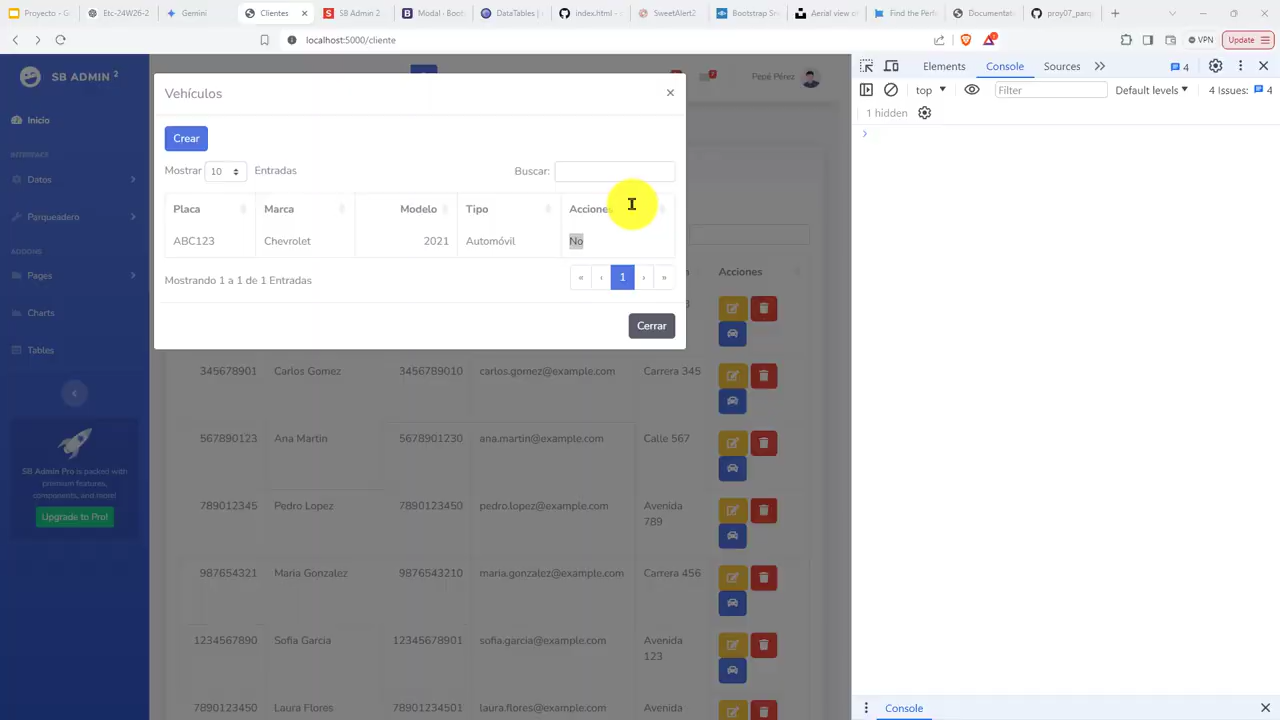 Proyecto - G
Etc-24W26-2
Gemini
Clientes
SB Admin 2
Modal · Boot
DataTables |
index.html -
SweetAlert2
Bootstrap Sn
Aerial view of
Find the Perf
Documentati
proy07_parq
localhost:5000/cliente
VPN
Update
SB ADMIN 2
Inicio
INTERFACE
Datos
Parqueadero
ADDONS
Pages
Charts
Tables
SB Admin Pro is packed with
premium features,
components, and more!
Upgrade to Pro!
Pepé Pérez
Vehículos
×
Crear
Mostrar 10 Entradas
Buscar:
Placa Marca Modelo Tipo Acciones
ABC123 Chevrolet 2021 Automóvil No
Mostrando 1 a 1 de 1 Entradas
« ‹ 1 › »
Cerrar
Acciones
345678901 Carlos Gomez 3456789010 carlos.gomez@example.com Carrera 345
567890123 Ana Martin 5678901230 ana.martin@example.com Calle 567
789012345 Pedro Lopez 7890123450 pedro.lopez@example.com Avenida
789
987654321 Maria Gonzalez 9876543210 maria.gonzalez@example.com Carrera 456
1234567890 Sofia Garcia 12345678901 sofia.garcia@example.com Avenida
123
7890123450 Laura Flores 78901234501 laura.flores@example.com Carrera
Elements Console Sources
4
top
Filter
Default levels
4 Issues: 4
1 hidden
Console